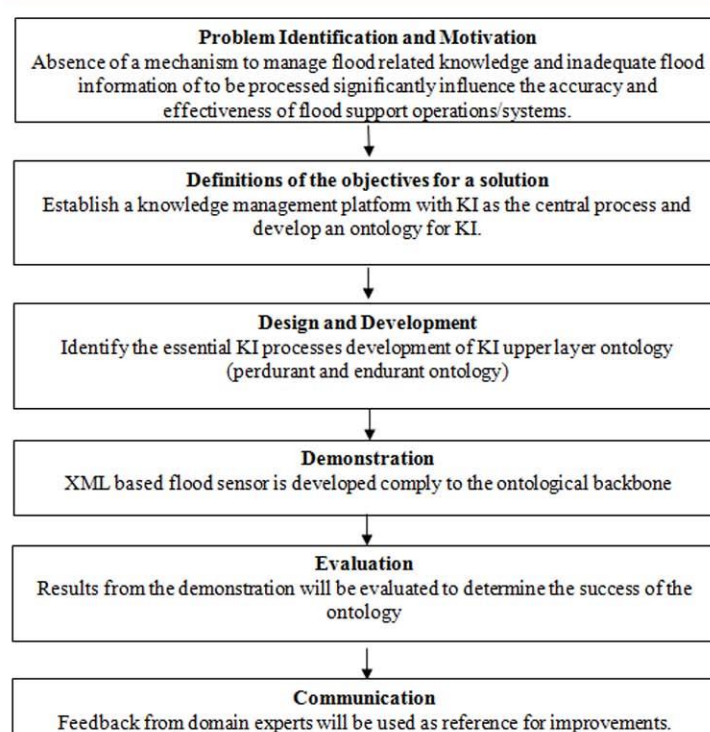 Problem Identification and Motivation
Absence of a mechanism to manage flood related knowledge and inadequate flood
information of to be processed significantly influence the accuracy and
effectiveness of flood support operations/systems.
Definitions of the objectives for a solution
Establish a knowledge management platform with KI as the central process and
develop an ontology for KI.
Design and Development
Identify the essential KI processes development of KI upper layer ontology
(perdurant and endurant ontology)
Demonstration
XML based flood sensor is developed comply to the ontological backbone
Evaluation
Results from the demonstration will be evaluated to determine the success of the
ontology
Communication
Feedback from domain experts will be used as reference for improvements.